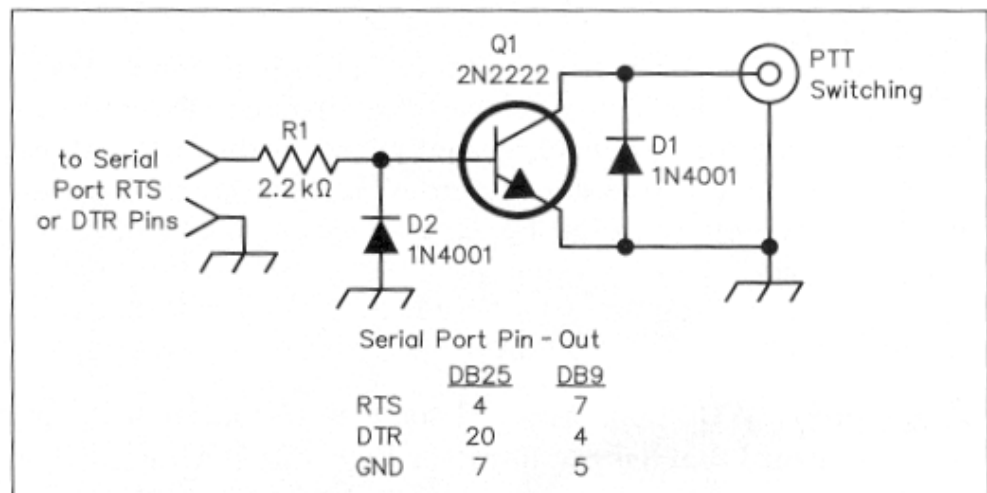 Q1
2N2222
PTT
Switching
R1
2.2 kΩ
to Serial
Port RTS
or DTR Pins
D1
1N4001
D2
1N4001
Serial Port Pin - Out
DB25 DB9
RTS 4 7
DTR 20 4
GND 7 5